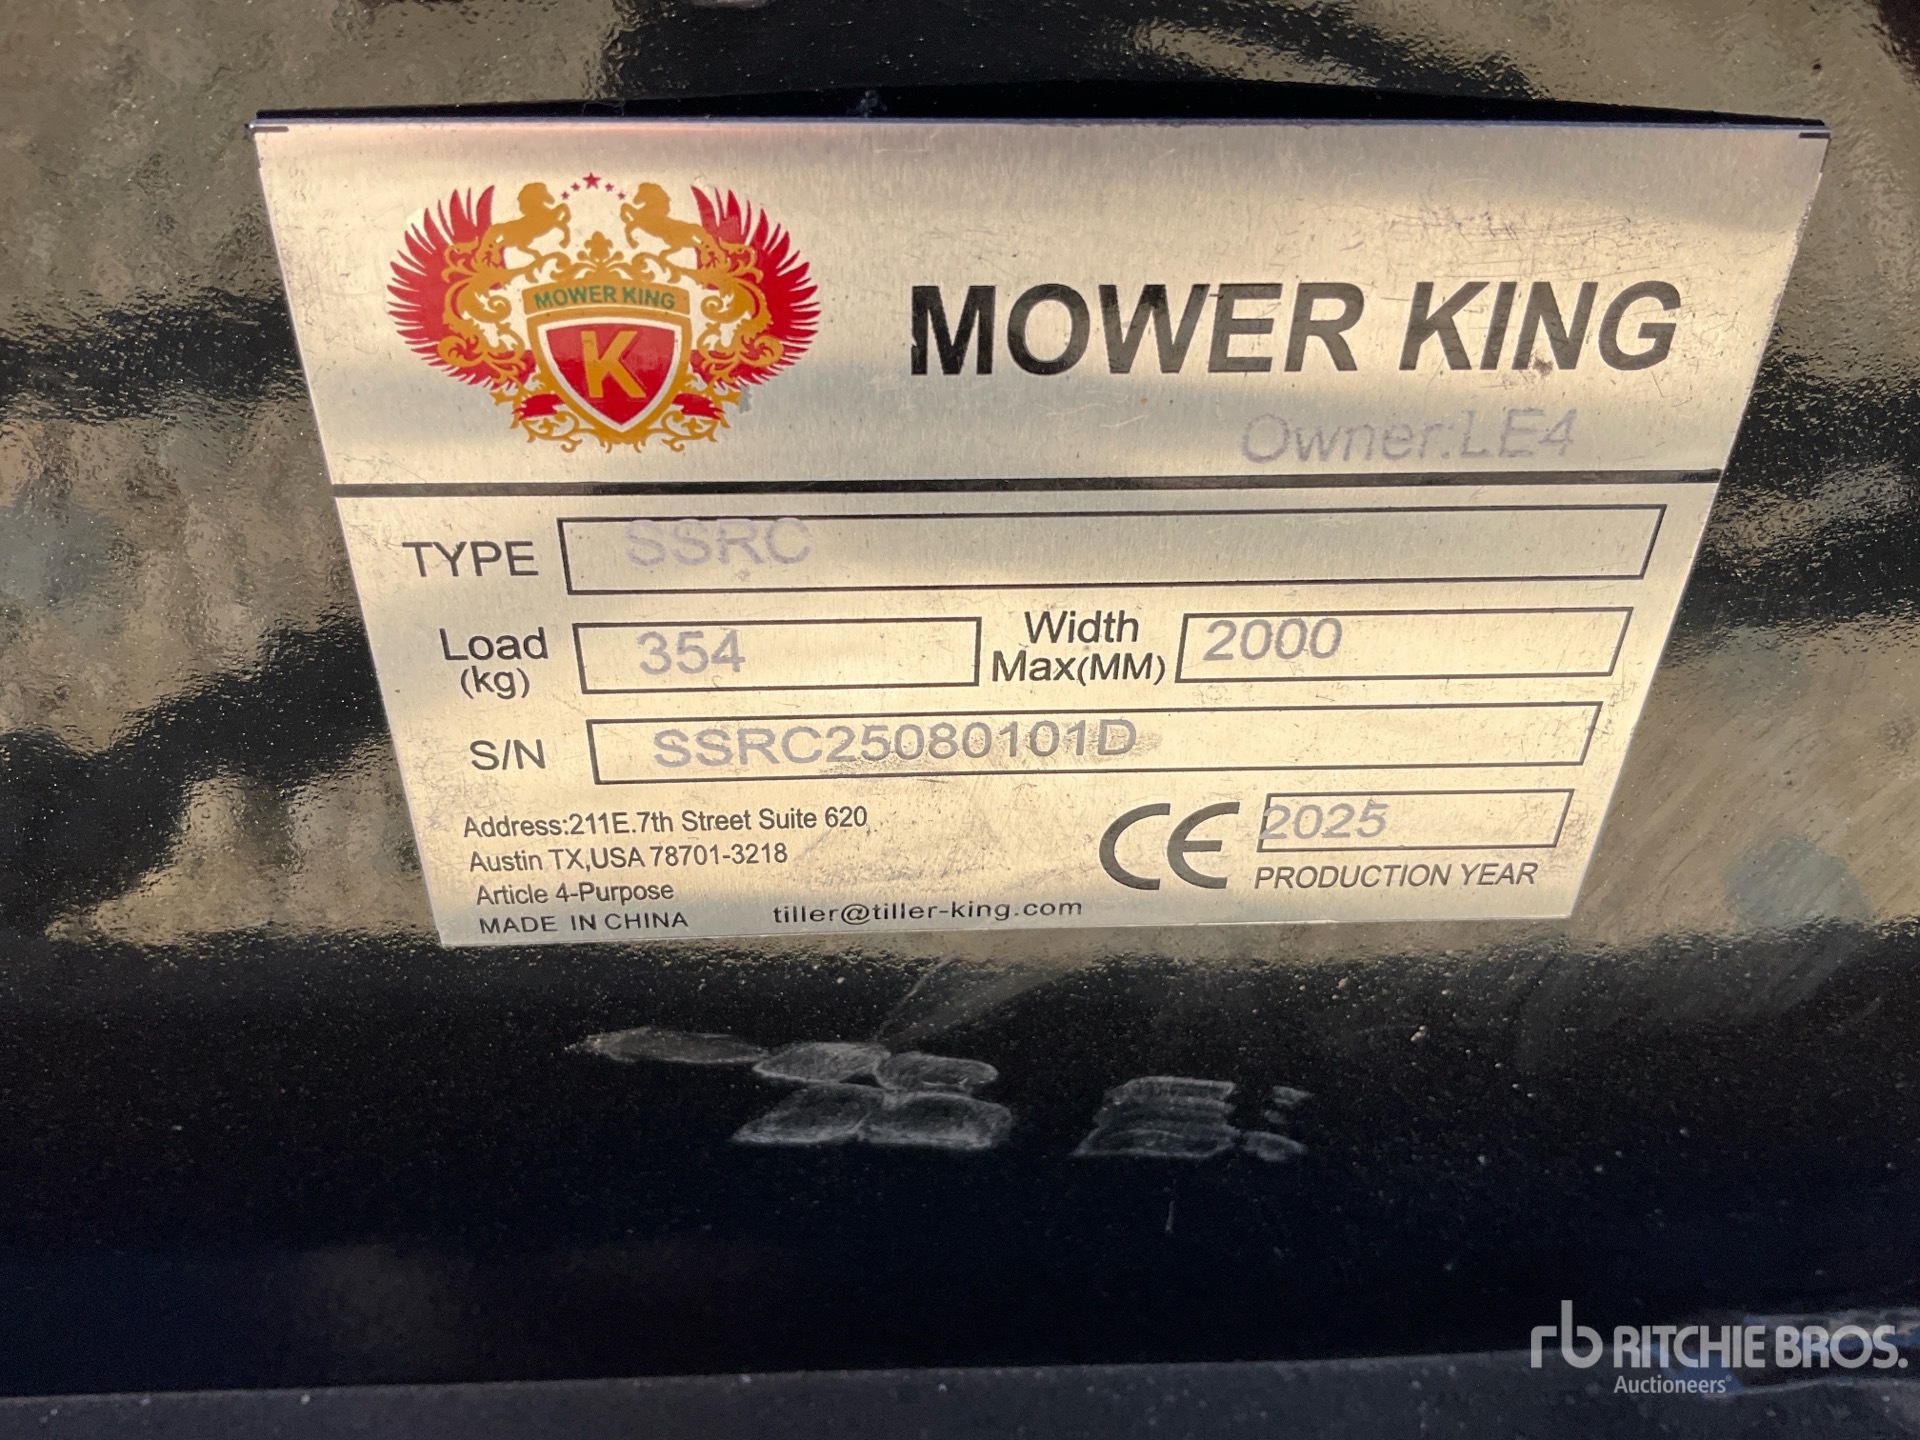 MOWER KING
K
MOWER KING
Owner:LE4
TYPE SSRC
Load (kg) 354 Width Max(MM) 2000
S/N SSRC25080101D
Address:211E.7th Street Suite 620
Austin TX,USA 78701-3218
Article 4-Purpose
MADE IN CHINA
tiller@tiller-king.com
CE 2025
PRODUCTION YEAR
rb RITCHIE BROS.
Auctioneers